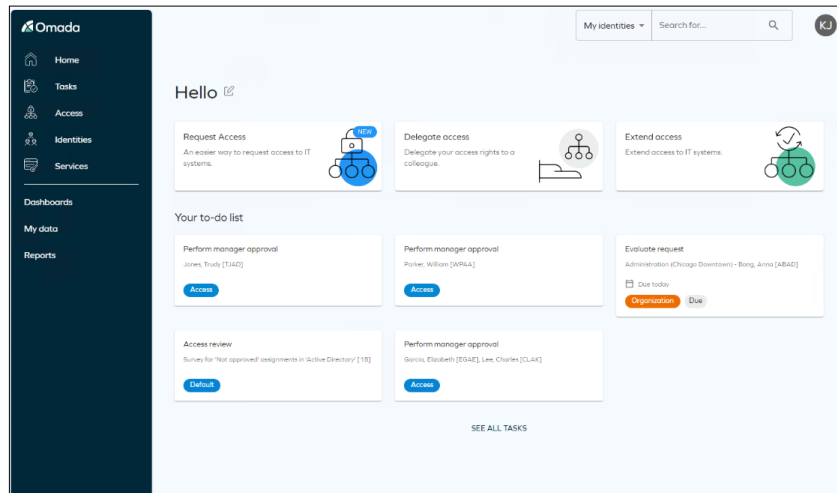 Omada
My identities
Search for...
KJ
Home
Tasks
Access
Identities
Services
Dashboards
My data
Reports
Hello
Request Access
NEW
An easier way to request access to IT
systems.
Delegate access
Delegate your access rights to a
colleague.
Extend access
Extend access to IT systems.
Your to-do list
Perform manager approval
Jones, Trudy [TJAD]
Access
Perform manager approval
Parker, William [WPAA]
Access
Evaluate request
Administration (Chicago Downtown) - Bang, Anna [ABAD]
Due today
Organization
Due
Access review
Survey for 'Not approved' assignments in 'Active Directory' [18]
Default
Perform manager approval
Garcia, Elizabeth [EGAE], Lee, Charles [CLAK]
Access
SEE ALL TASKS